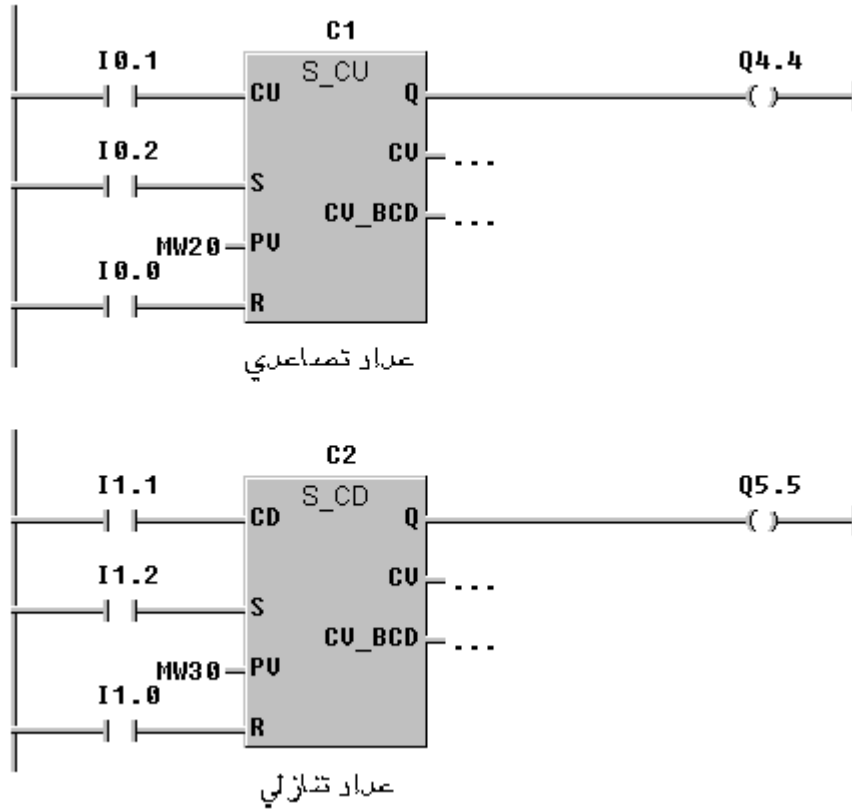 C1
I0.1
S_CU
Q4.4
CU
Q
I0.2
CV
...
S
CV_BCD
...
MW20
PV
I0.0
R
عداد تصاعدي
C2
I1.1
S_CD
Q5.5
CD
Q
I1.2
CV
...
S
CV_BCD
...
MW30
PV
I1.0
R
عداد تنازلي